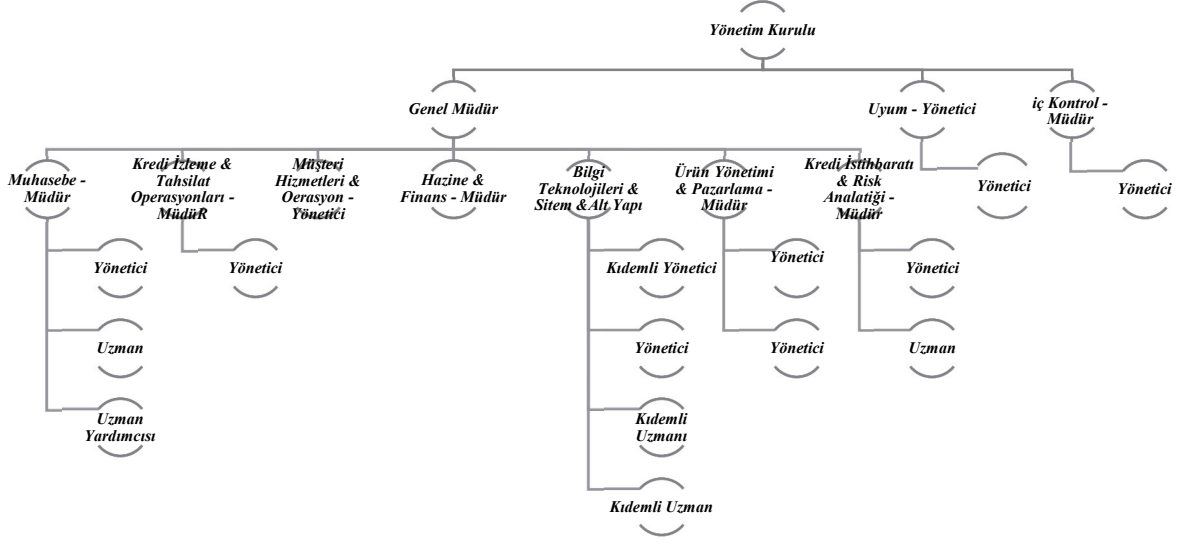 Yönetim Kurulu
Genel Müdür
Uyum - Yönetici
iç Kontrol -
Müdür
Muhasebe -
Müdür
Kredi İzleme &
Tahsilat
Operasyonları -
MüdüR
Müşteri
Hizmetleri &
Oerasyon -
Yönetici
Hazine &
Finans - Müdür
Bilgi
Teknolojileri &
Sitem &Alt Yapı
Ürün Yönetimi
& Pazarlama -
Müdür
Kredi İstihbaratı
& Risk
Analatiği -
Müdür
Yönetici
Yönetici
Yönetici
Yönetici
Kıdemli Yönetici
Yönetici
Yönetici
Uzman
Yönetici
Yönetici
Uzman
Uzman
Yardımcısı
Kıdemli
Uzmanı
Kıdemli Uzman